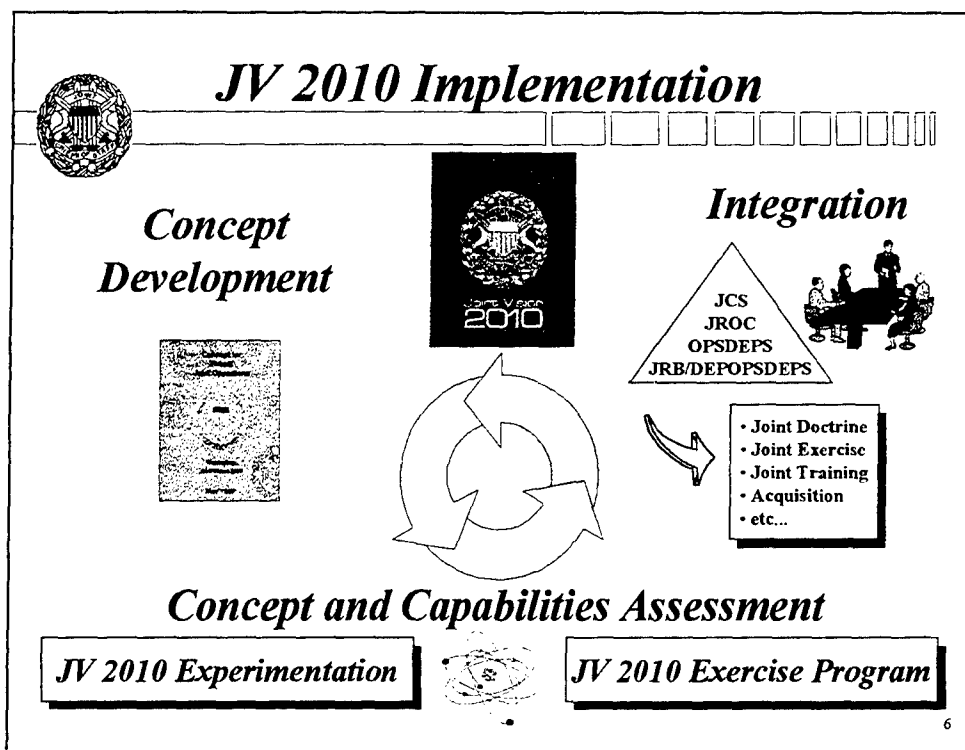 JV 2010 Implementation
Concept
Development
Joint Vision
2010
Integration
JCS
JROC
OPSDEPS
JRB/DEPOPSDEPS
• Joint Doctrine
• Joint Exercise
• Joint Training
• Acquisition
• etc...
Concept and Capabilities Assessment
JV 2010 Experimentation
JV 2010 Exercise Program
6